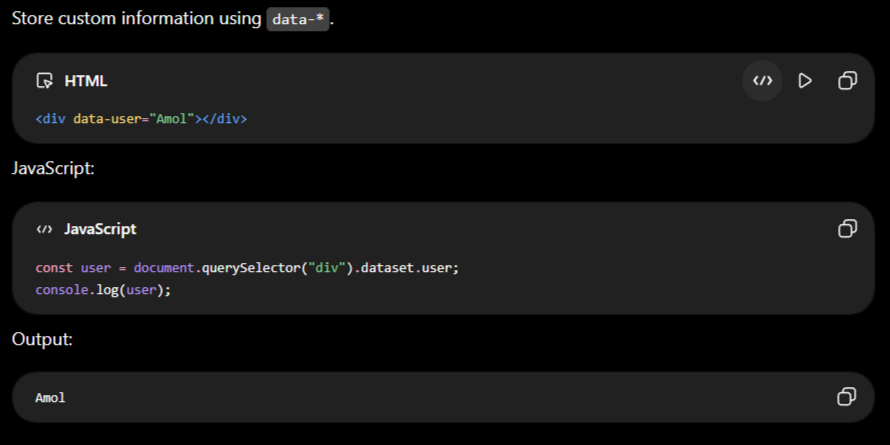 Store custom information using data-*.
HTML
<div data-user="Amol"></div>
JavaScript:
JavaScript
const user = document.querySelector("div").dataset.user;
console.log(user);
Output:
Amol